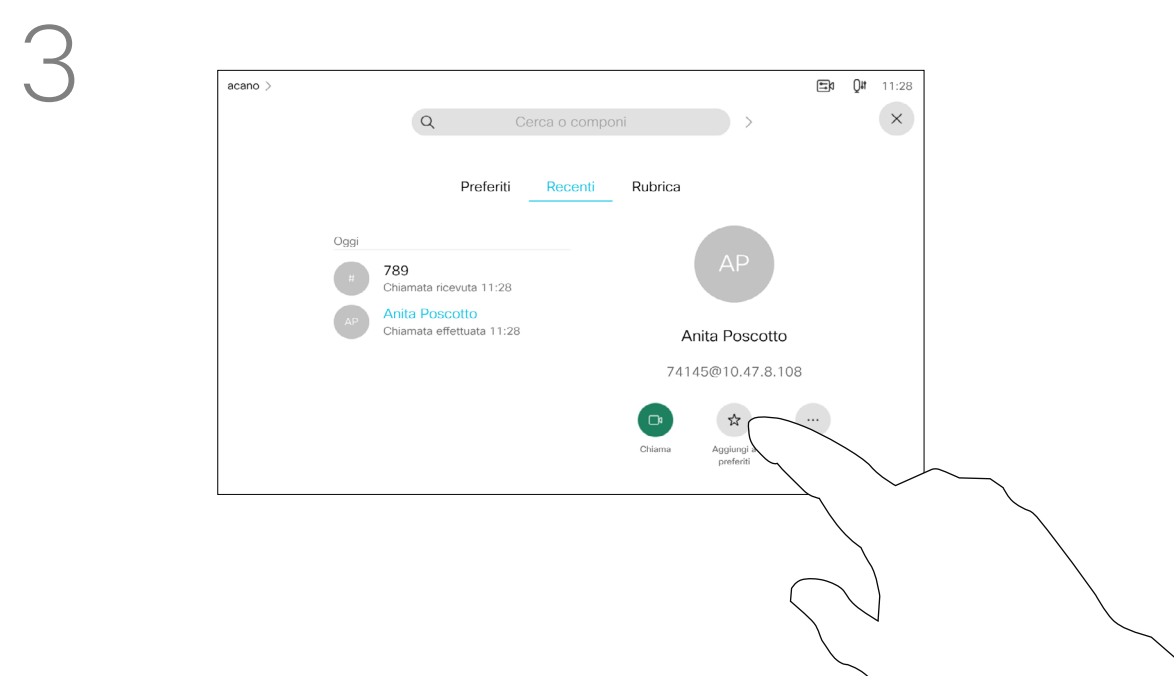 3
acano >
11:28
Cerca o componi
Preferiti Recenti Rubrica
Oggi
#
789
Chiamata ricevuta 11:28
AP
Anita Poscotto
Chiamata effettuata 11:28
AP
Anita Poscotto
74145@10.47.8.108
Chiama
Aggiungi
preferiti